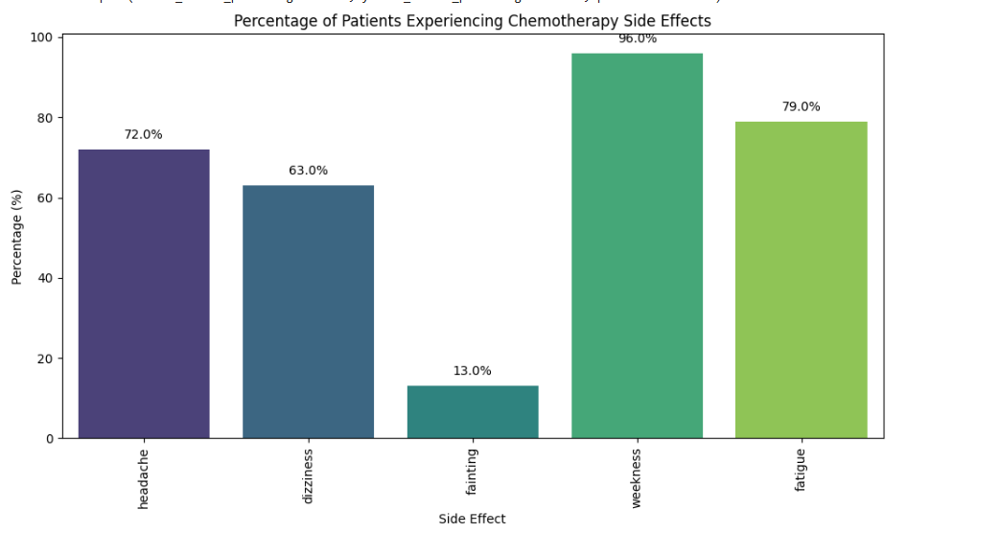 Percentage of Patients Experiencing Chemotherapy Side Effects
Percentage (%)
100
80
60
40
20
0
72.0%
63.0%
13.0%
96.0%
79.0%
headache
dizziness
fainting
weekness
fatigue
Side Effect